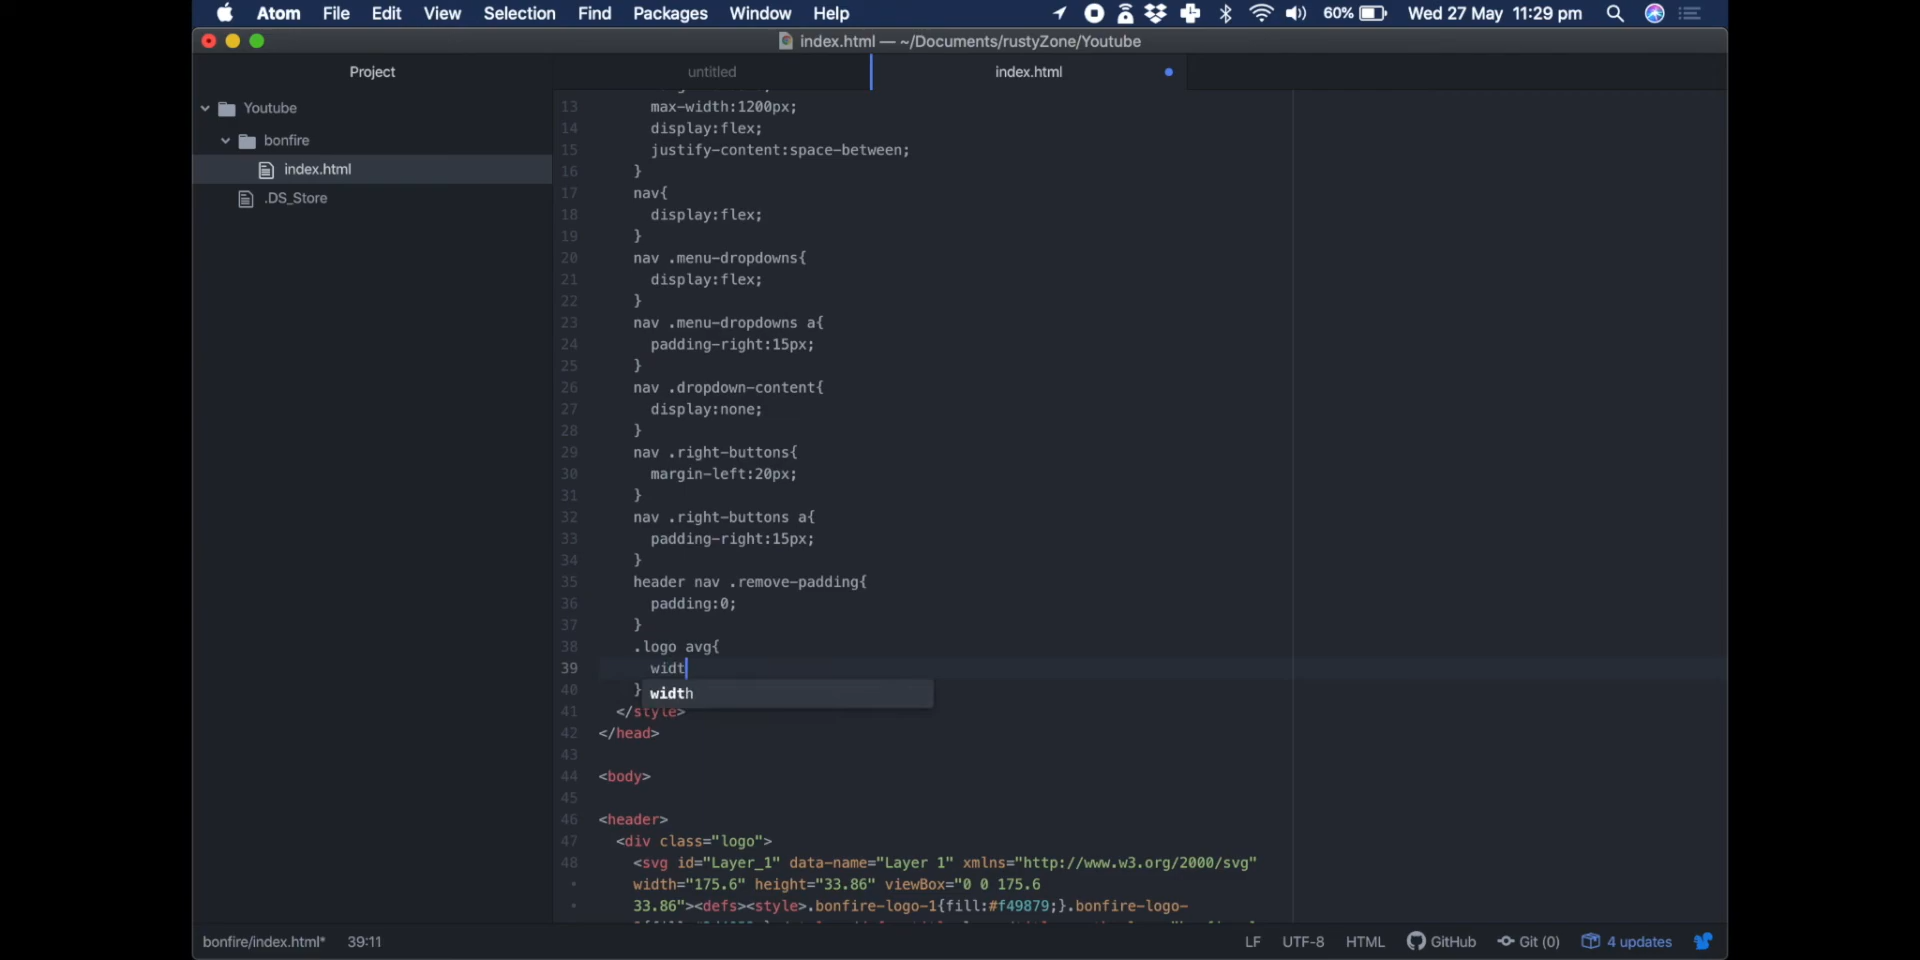 Atom File Edit View Selection Find Packages Window Help 60% Wed 27 May 11:29 pm
index.html — ~/Documents/rustyZone/Youtube
Project untitled index.html
Youtube
bonfire
index.html
.DS_Store
13 max-width:1200px;
14 display:flex;
15 justify-content:space-between;
16 }
17 nav{
18 display:flex;
19 }
20 nav .menu-dropdowns{
21 display:flex;
22 }
23 nav .menu-dropdowns a{
24 padding-right:15px;
25 }
26 nav .dropdown-content{
27 display:none;
28 }
29 nav .right-buttons{
30 margin-left:20px;
31 }
32 nav .right-buttons a{
33 padding-right:15px;
34 }
35 header nav .remove-padding{
36 padding:0;
37 }
38 .logo avg{
39 widt
40 } width
41 </style>
42 </head>
43
44 <body>
45
46 <header>
47 <div class="logo">
48 <svg id="Layer_1" data-name="Layer 1" xmlns="http://www.w3.org/2000/svg"
width="175.6" height="33.86" viewBox="0 0 175.6
33.86"><defs><style>.bonfire-logo-1{fill:#f49879;}.bonfire-logo-
bonfire/index.html* 39:11 LF UTF-8 HTML GitHub Git (0) 4 updates